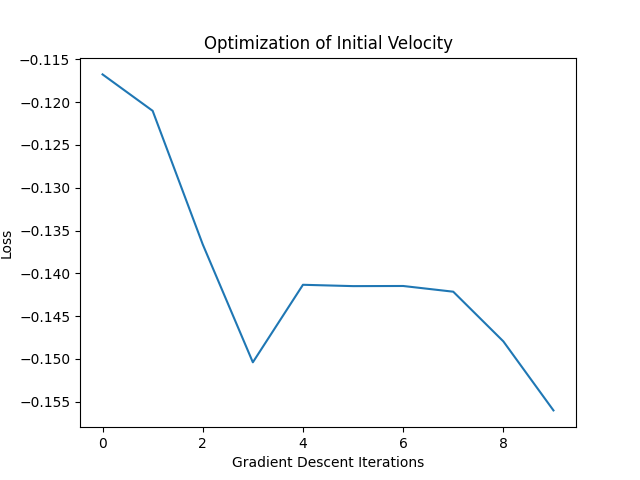 Optimization of Initial Velocity
−0.115
−0.120
−0.125
−0.130
−0.135
−0.140
−0.145
−0.150
−0.155
Loss
0 2 4 6 8
Gradient Descent Iterations